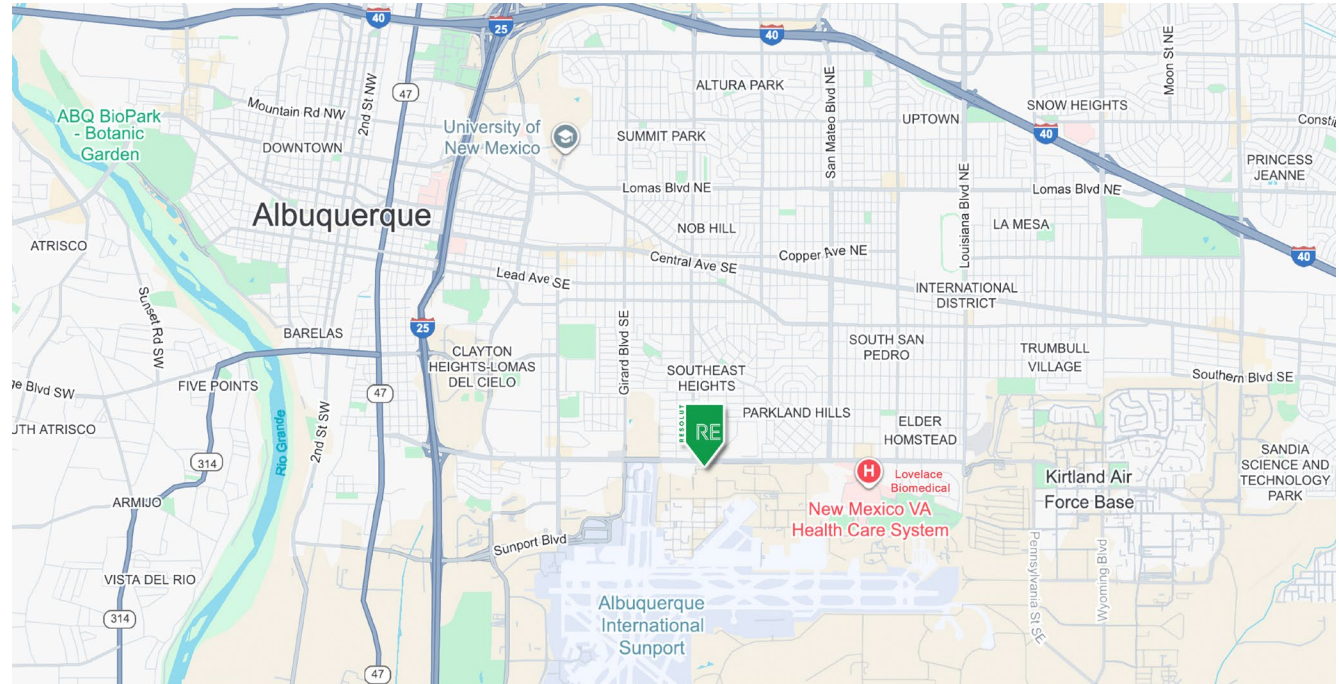 40
25
40
47
2nd St NW
Mountain Rd NW
ABQ BioPark
- Botanic
Garden
DOWNTOWN
University of
New Mexico
ALTURA PARK
SUMMIT PARK
San Mateo Blvd NE
UPTOWN
SNOW HEIGHTS
Moon St NE
40
PRINCESS
JEANNE
Lomas Blvd NE
Lomas Blvd NE
Albuquerque
ATRISCO
NOB HILL
Central Ave SE
Copper Ave NE
Louisiana Blvd NE
LA MESA
40
Lead Ave SE
INTERNATIONAL
DISTRICT
Sunset Rd SW
BARELAS
25
CLAYTON
HEIGHTS-LOMAS
DEL CIELO
Girard Blvd SE
SOUTH SAN
PEDRO
TRUMBULL
VILLAGE
SOUTHEAST
HEIGHTS
Southern Blvd SE
ge Blvd SW
FIVE POINTS
47
RESOLUT
RE
PARKLAND HILLS
ELDER
HOMESTEAD
UTH ATRISCO
314
2nd St SW
Rio Grande
H
Lovelace
Biomedical
New Mexico VA
Health Care System
Kirtland Air
Force Base
SANDIA
SCIENCE AND
TECHNOLOGY
PARK
ARMIJO
Sunport Blvd
Pennsylvania St SE
Wyoming Blvd
VISTA DEL RIO
314
Albuquerque
International
Sunport
47